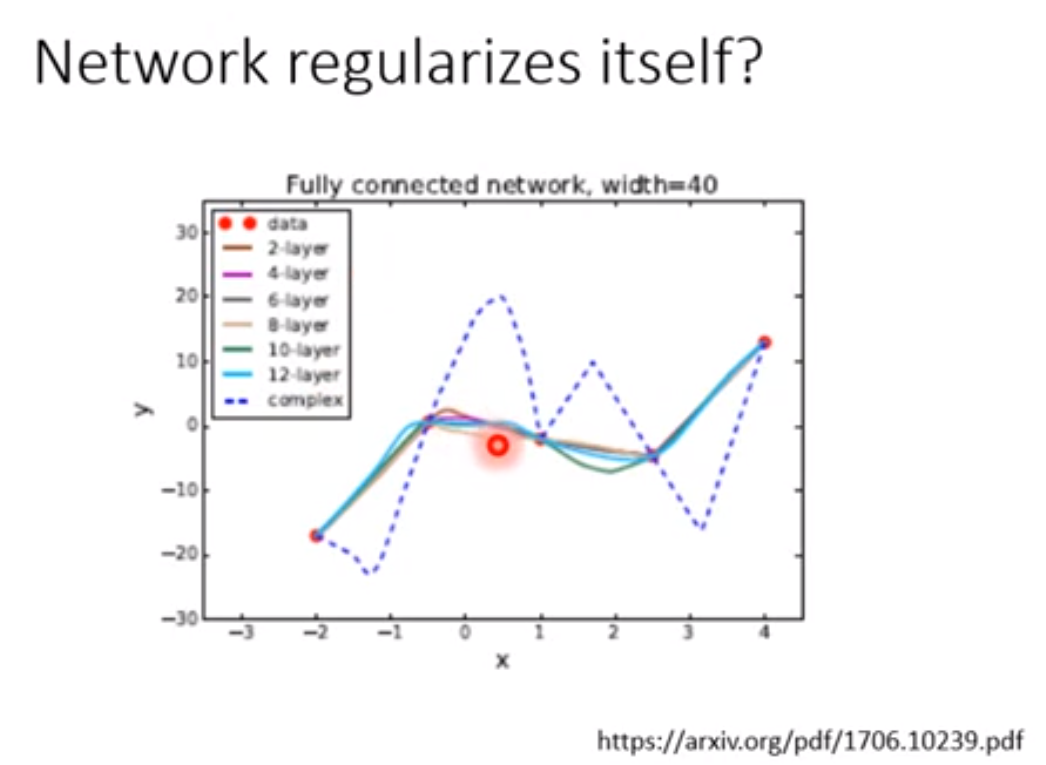 Network regularizes itself?
Fully connected network, width=40
data
2-layer
4-layer
6-layer
8-layer
10-layer
12-layer
complex
30
20
10
0
−10
−20
−30
y
−3 −2 −1 0 1 2 3 4
x
https://arxiv.org/pdf/1706.10239.pdf